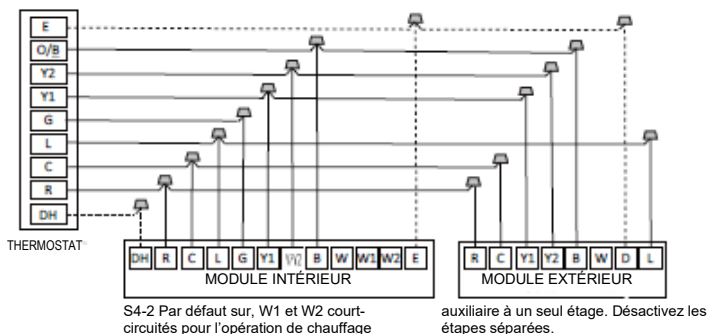 E
O/B
Y2
Y1
G
L
C
R
DH
THERMOSTAT
DH R C L G Y1 Y/Y2 B W W1 W2 E
MODULE INTÉRIEUR
R C Y1 Y2 B W D L
MODULE EXTÉRIEUR
S4-2 Par défaut sur, W1 et W2 court-
circuités pour l’opération de chauffage
auxiliaire à un seul étage. Désactivez les
étapes séparées.